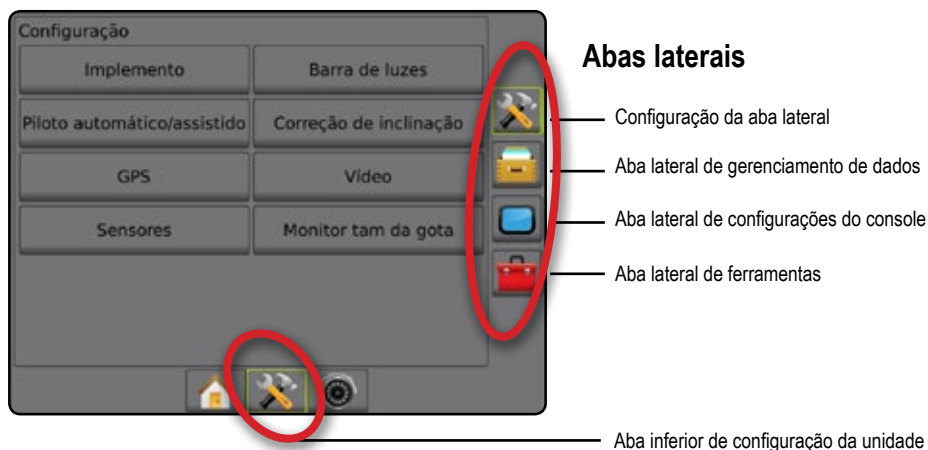 Configuração
Implemento
Barra de luzes
Piloto automático/assistido
Correção de inclinação
GPS
Vídeo
Sensores
Monitor tam da gota
Abas laterais
Configuração da aba lateral
Aba lateral de gerenciamento de dados
Aba lateral de configurações do console
Aba lateral de ferramentas
Aba inferior de configuração da unidade